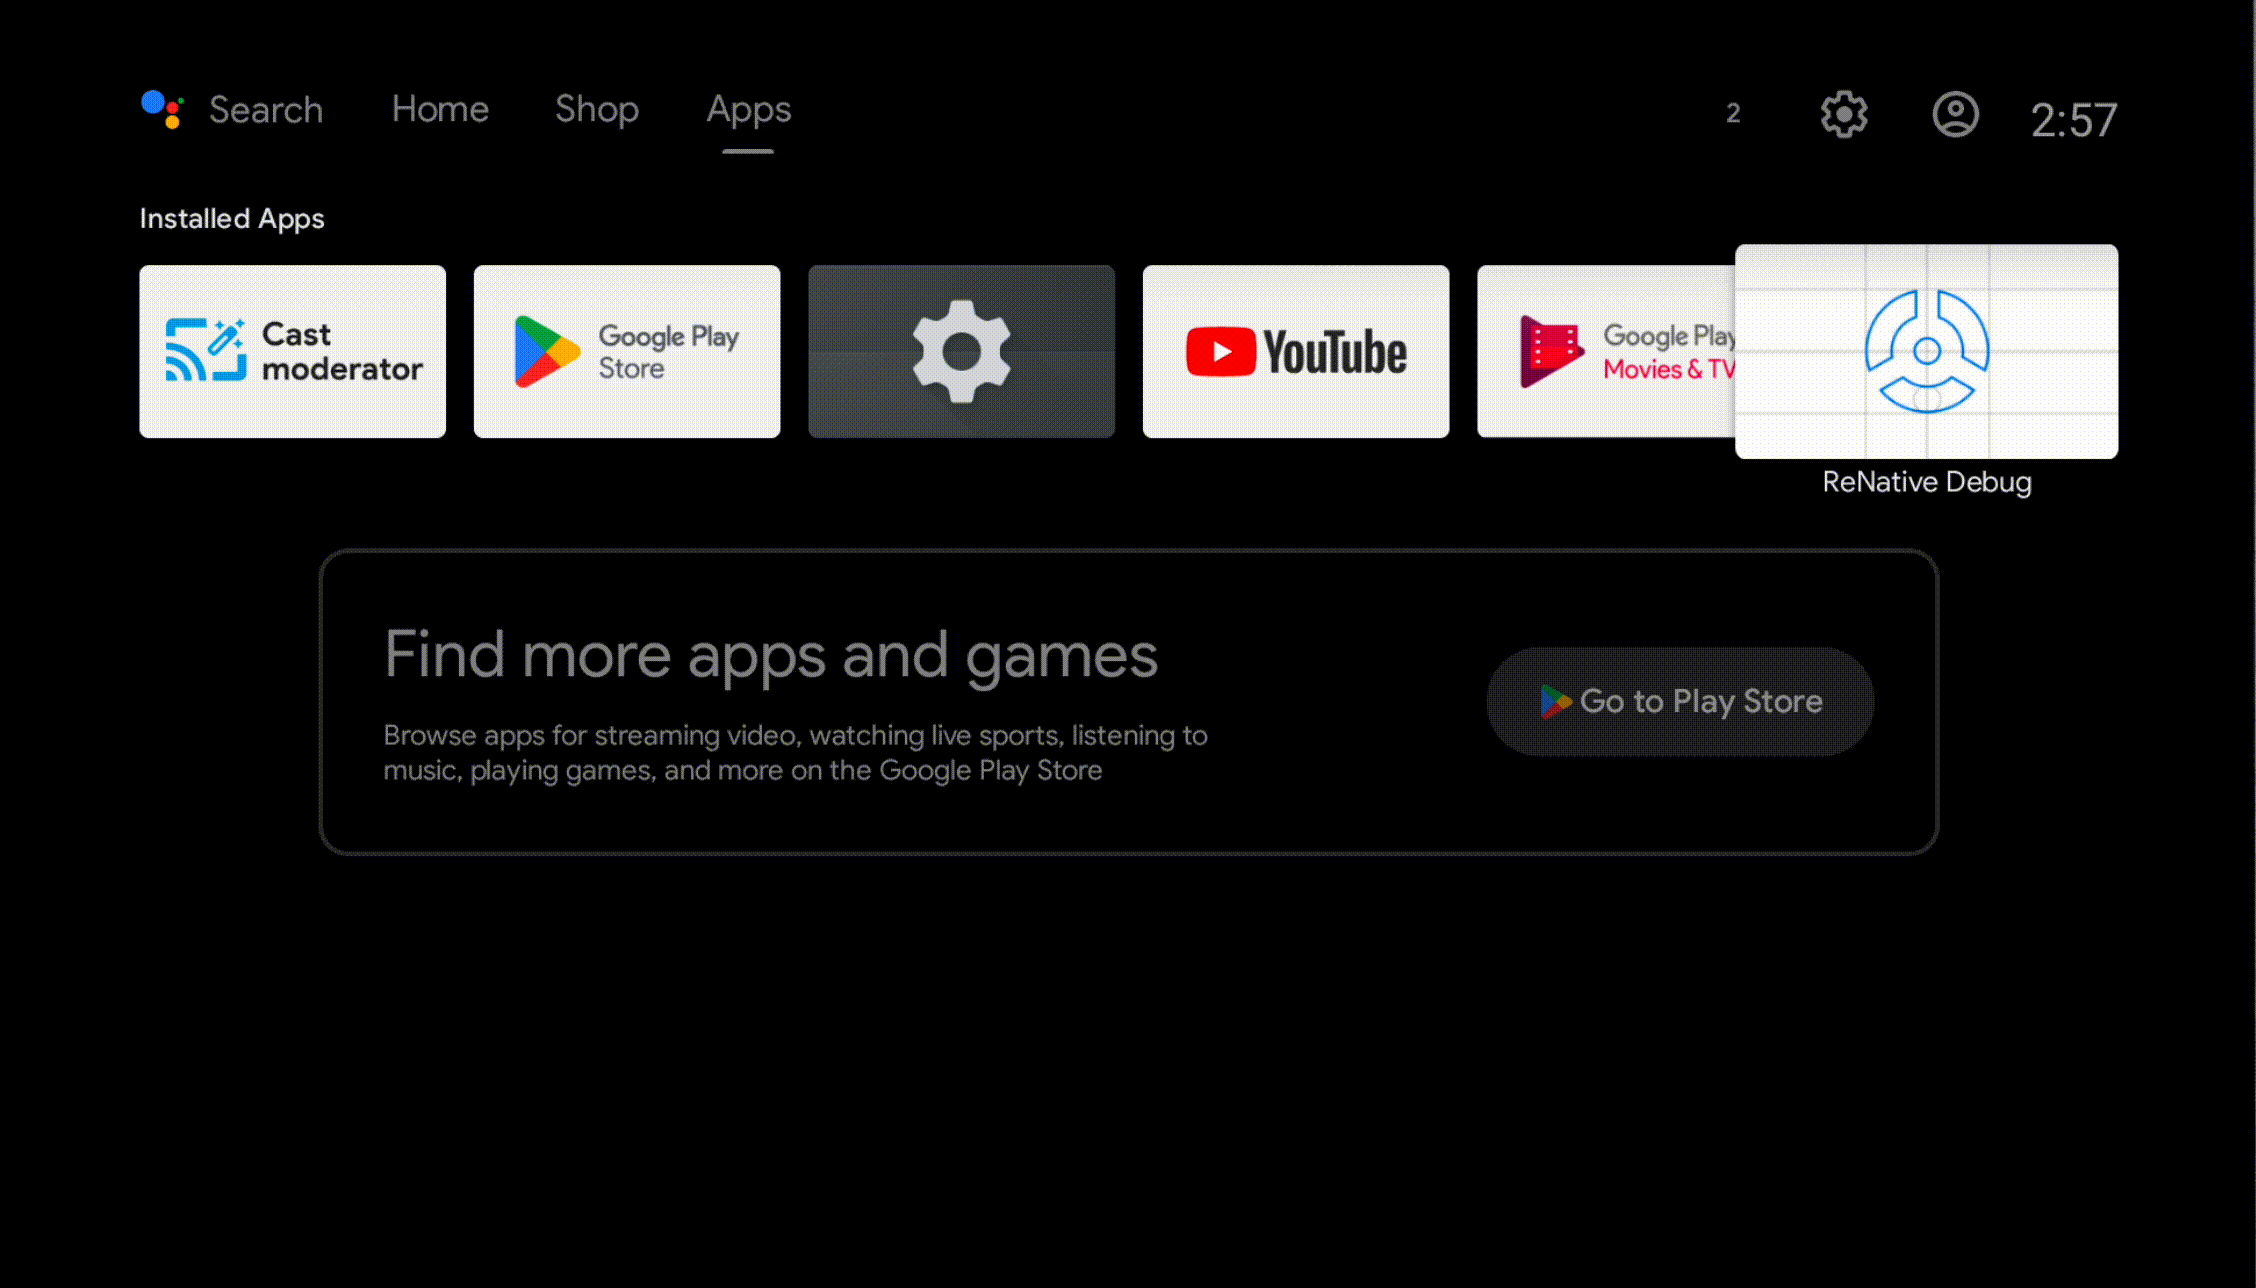 Search Home Shop Apps 2 2:57
Installed Apps
Cast
moderator
Google Play
Store
YouTube
Google Play
Movies & TV
ReNative Debug
Find more apps and games
Browse apps for streaming video, watching live sports, listening to
music, playing games, and more on the Google Play Store
Go to Play Store